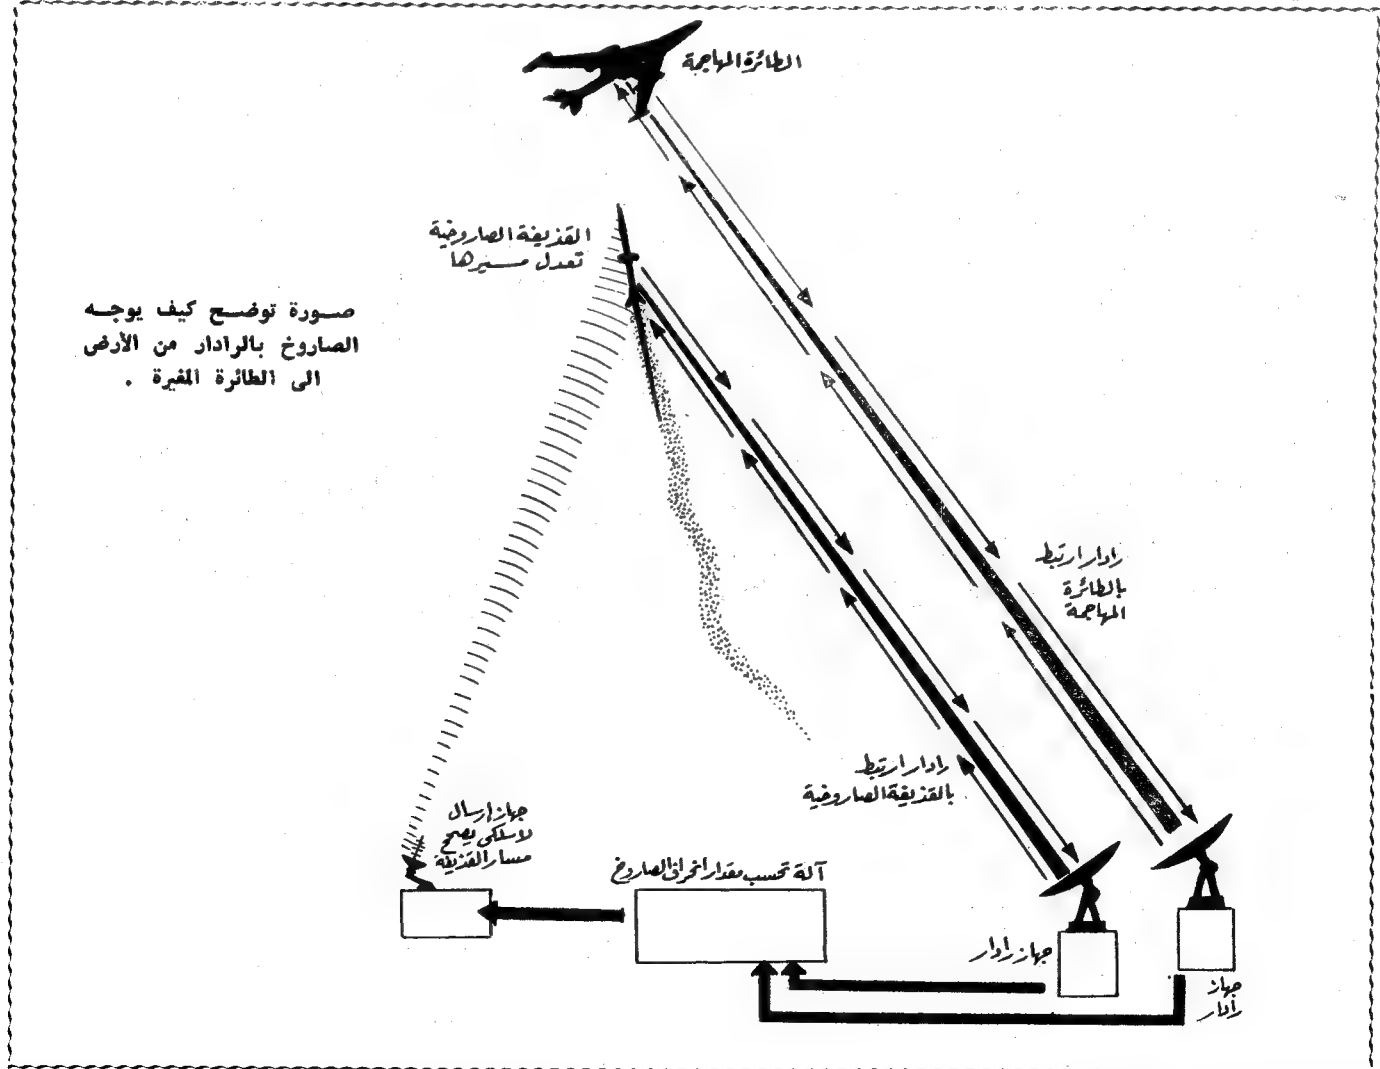 الطائرة المهاجمة
القذيفة الصاروخية
تعدل مسيرها
صورة توضح كيف يوجه
الصاروخ بالرادار من الأرض
الى الطائرة المغيرة .
رادار ارتبط
بالطائرة
المهاجمة
رادار ارتبط
بالقذيفة الصاروخية
جهاز إرسال
لاسلكى يصحح
مسار القذيفة
آلة تحسب مقدار انحراف الصاروخ
جهاز رادار
جهاز
رادار